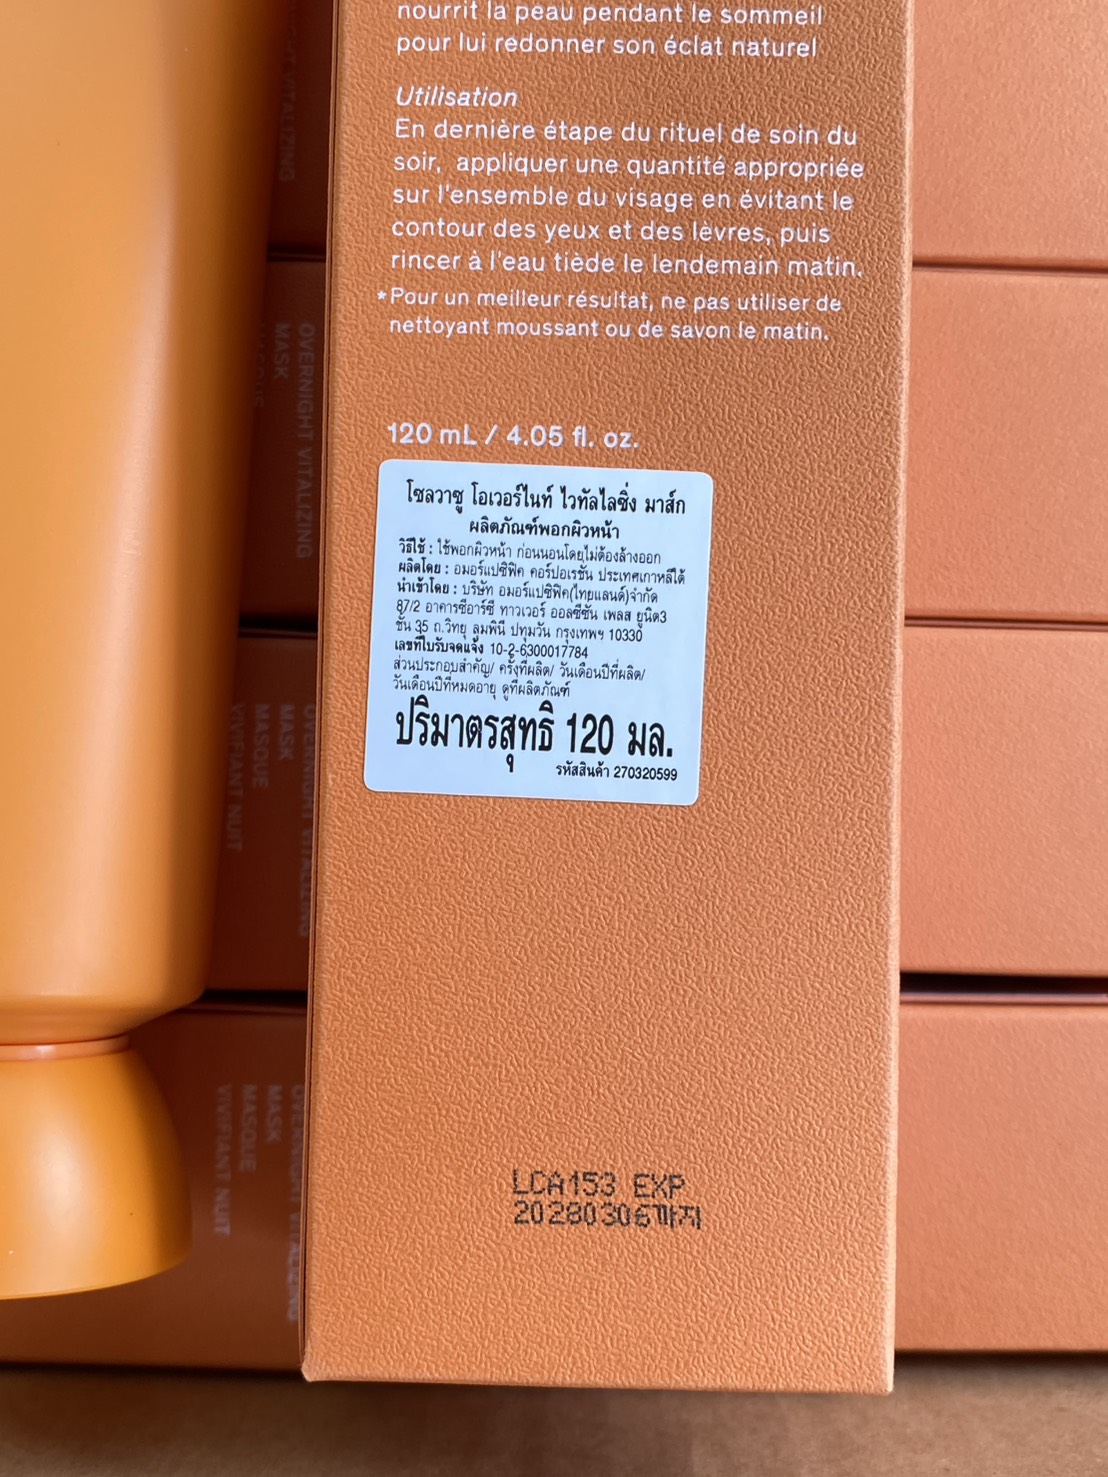 nourrit la peau pendant le sommeil
pour lui redonner son éclat naturel
Utilisation
En dernière étape du rituel de soin du
soir, appliquer une quantité appropriée
sur l'ensemble du visage en évitant le
contour des yeux et des lèvres, puis
rincer à l'eau tiède le lendemain matin.
*Pour un meilleur résultat, ne pas utiliser de
nettoyant moussant ou de savon le matin.
120 mL / 4.05 fl. oz.
โซลวาซู โอเวอร์ไนท์ ไวทัลไลซิ่ง มาส์ก
ผลิตภัณฑ์พอกผิวหน้า
วิธีใช้ : ใช้พอกผิวหน้า ก่อนนอนโดยไม่ต้องล้างออก
ผลิตโดย : อมอร์แปซิฟิค คอร์ปอเรชั่น ประเทศเกาหลีใต้
นำเข้าโดย : บริษัท อมอร์แปซิฟิค(ไทยแลนด์)จำกัด
87/2 อาคารซีอาร์ซี ทาวเวอร์ ออลซีซั่น เพลส ยูนิต3
ชั้น 35 ถ.วิทยุ ลุมพินี ปทุมวัน กรุงเทพฯ 10330
เลขที่ใบรับจดแจ้ง 10-2-6300017784
ส่วนประกอบสำคัญ/ ครั้งที่ผลิต/ วันเดือนปีที่ผลิต/
วันเดือนปีที่หมดอายุ ดูที่ผลิตภัณฑ์
ปริมาตรสุทธิ 120 มล.
รหัสสินค้า 270320599
LCA153 EXP
20280306까지
VITALIZING
OVERNIGHT VITALIZING
MASK
OVERNIGHT VITALIZING
MASK
MASQUE
VIVIFIANT NUIT
OVERNIGHT VITALIZING
MASK
MASQUE
VIVIFIANT NUIT